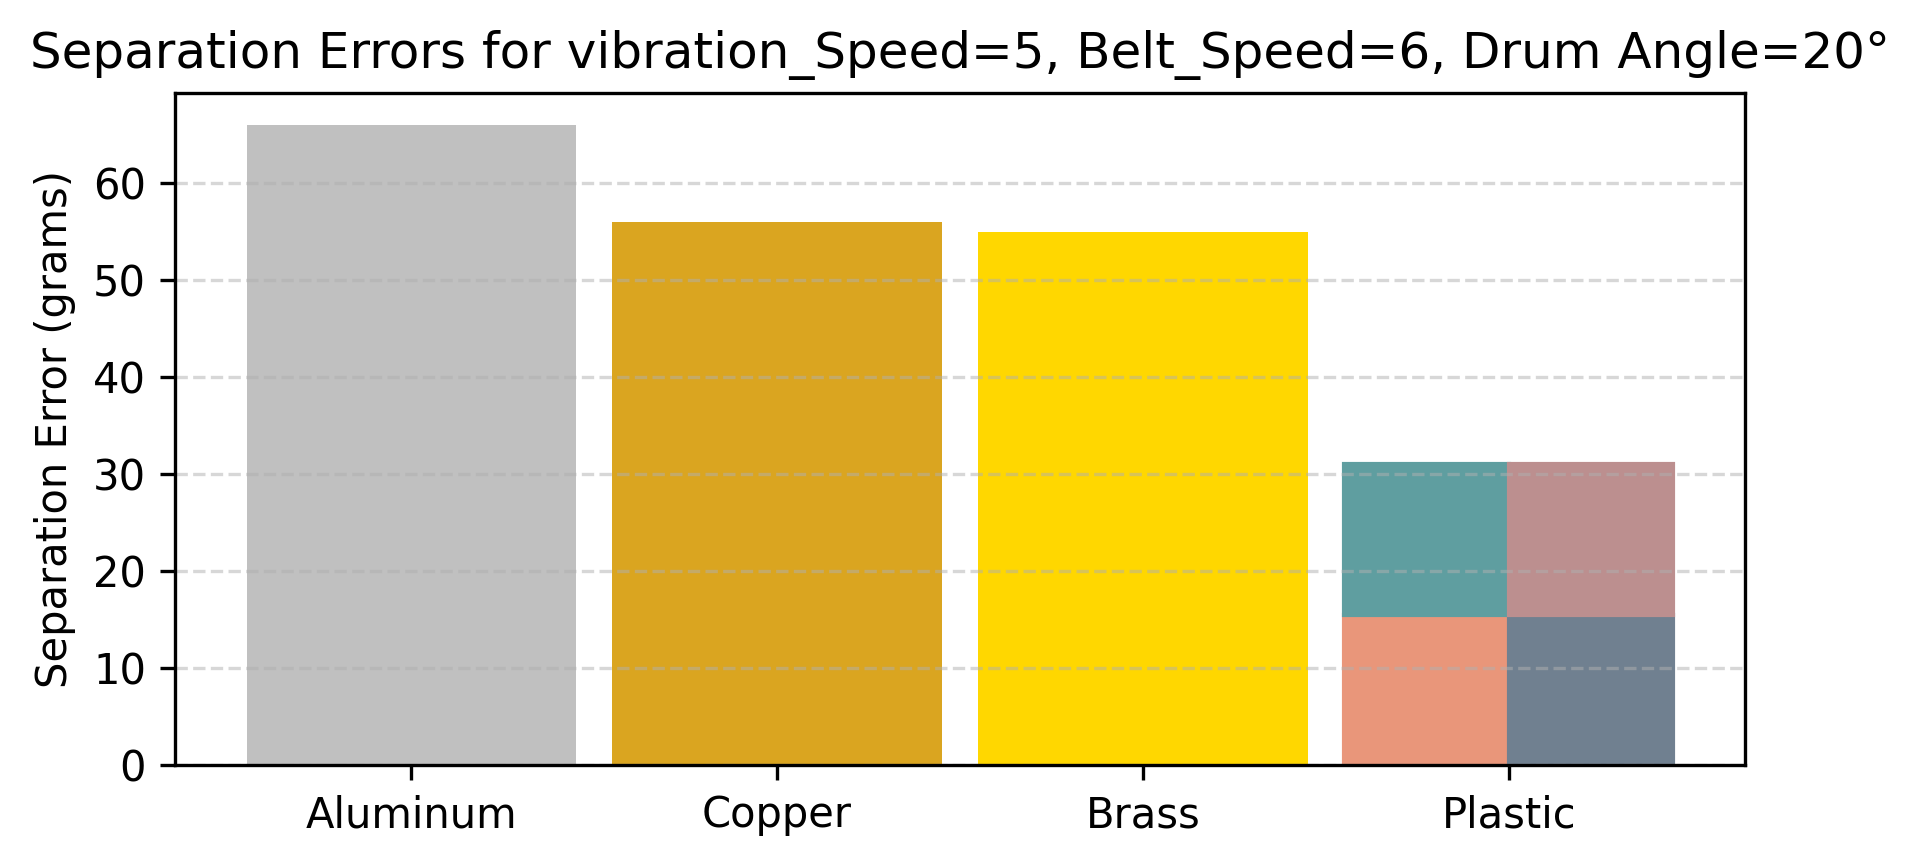 Separation Errors for vibration_Speed=5, Belt_Speed=6, Drum Angle=20°
Separation Error (grams)
60
50
40
30
20
10
0
Aluminum Copper Brass Plastic